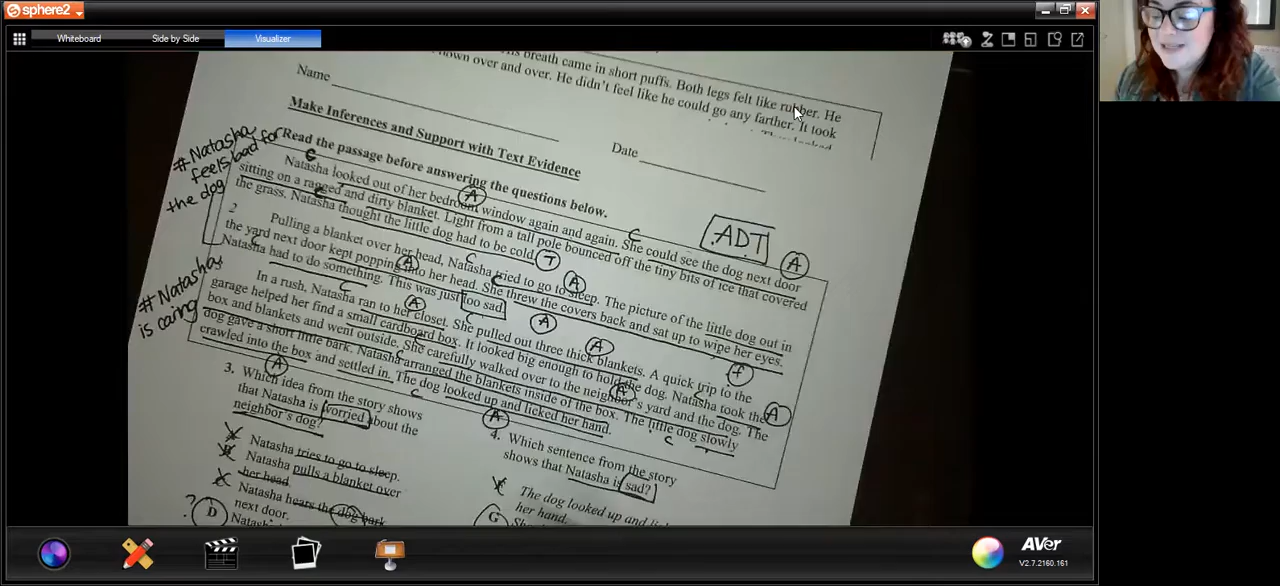 sphere2
Whiteboard
Side by Side
Visualizer
breath came in short puffs. Both legs felt like rubber. He
down over and over. He didn't feel like he could go any farther. It took
Name
Date
Make Inferences and Support with Text Evidence
Read the passage before answering the questions below.
#Natasha
feels bad for
the dog
ADT
A
Natasha looked out of her bedroom window again and again. She could see the dog next door
sitting on a ragged and dirty blanket. Light from a tall pole bounced off the tiny bits of ice that covered
the grass. Natasha thought the little dog had to be cold.
2
Pulling a blanket over her head, Natasha tried to go to sleep. The picture of the little dog out in
the yard next door kept popping into her head. She threw the covers back and sat up to wipe her eyes.
Natasha had to do something. This was just too sad.
#Natasha
is caring
In a rush, Natasha ran to her closet. She pulled out three thick blankets. A quick trip to the
garage helped her find a small cardboard box. It looked big enough to hold the dog. Natasha took the
box and blankets and went outside. She carefully walked over to the neighbor's yard and the dog. The
dog gave a short little bark. Natasha arranged the blankets inside of the box. The little dog slowly
crawled into the box and settled in. The dog looked up and licked her hand.
3. Which idea from the story shows
that Natasha is worried about the
neighbor's dog?
Natasha tries to go to sleep.
Natasha pulls a blanket over
her head.
Natasha hears the dog bark
next door.
? D
4. Which sentence from the story
shows that Natasha is sad?
The dog looked up and
her hand.
G
AVer
V2.7.2160.161